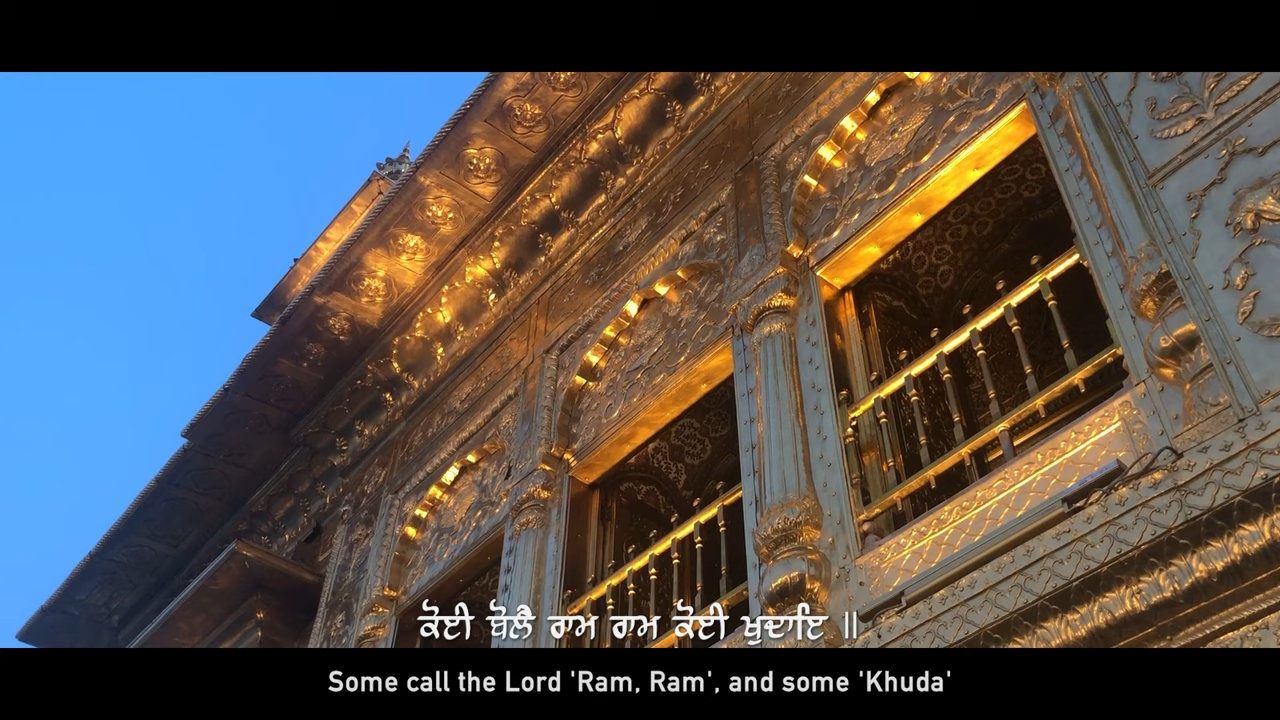 ਕੋਈ ਬੋਲੈ ਰਾਮ ਰਾਮ ਕੋਈ ਖੁਦਾਇ ॥
Some call the Lord 'Ram, Ram', and some 'Khuda'